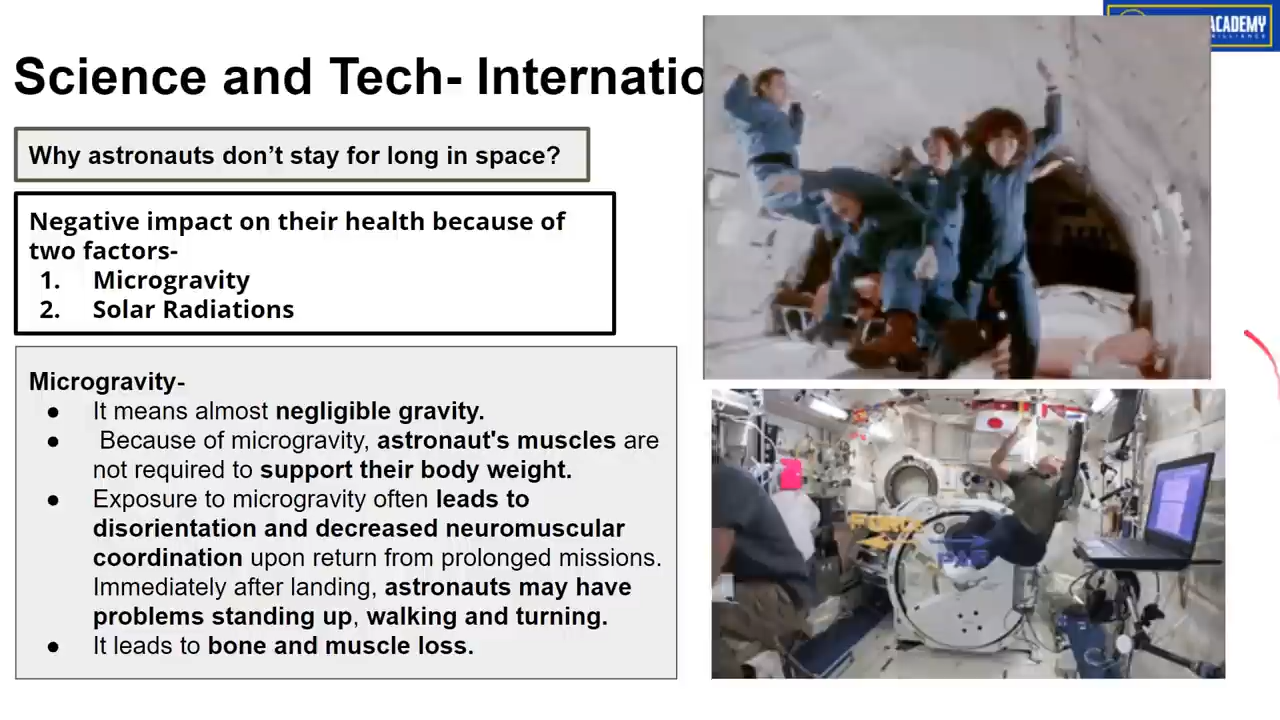 ACADEMY
Science and Tech- Internatio
Why astronauts don't stay for long in space?
Negative impact on their health because of
two factors-
1. Microgravity
2. Solar Radiations
Microgravity-
● It means almost negligible gravity.
● Because of microgravity, astronaut's muscles are
not required to support their body weight.
● Exposure to microgravity often leads to
disorientation and decreased neuromuscular
coordination upon return from prolonged missions.
Immediately after landing, astronauts may have
problems standing up, walking and turning.
● It leads to bone and muscle loss.